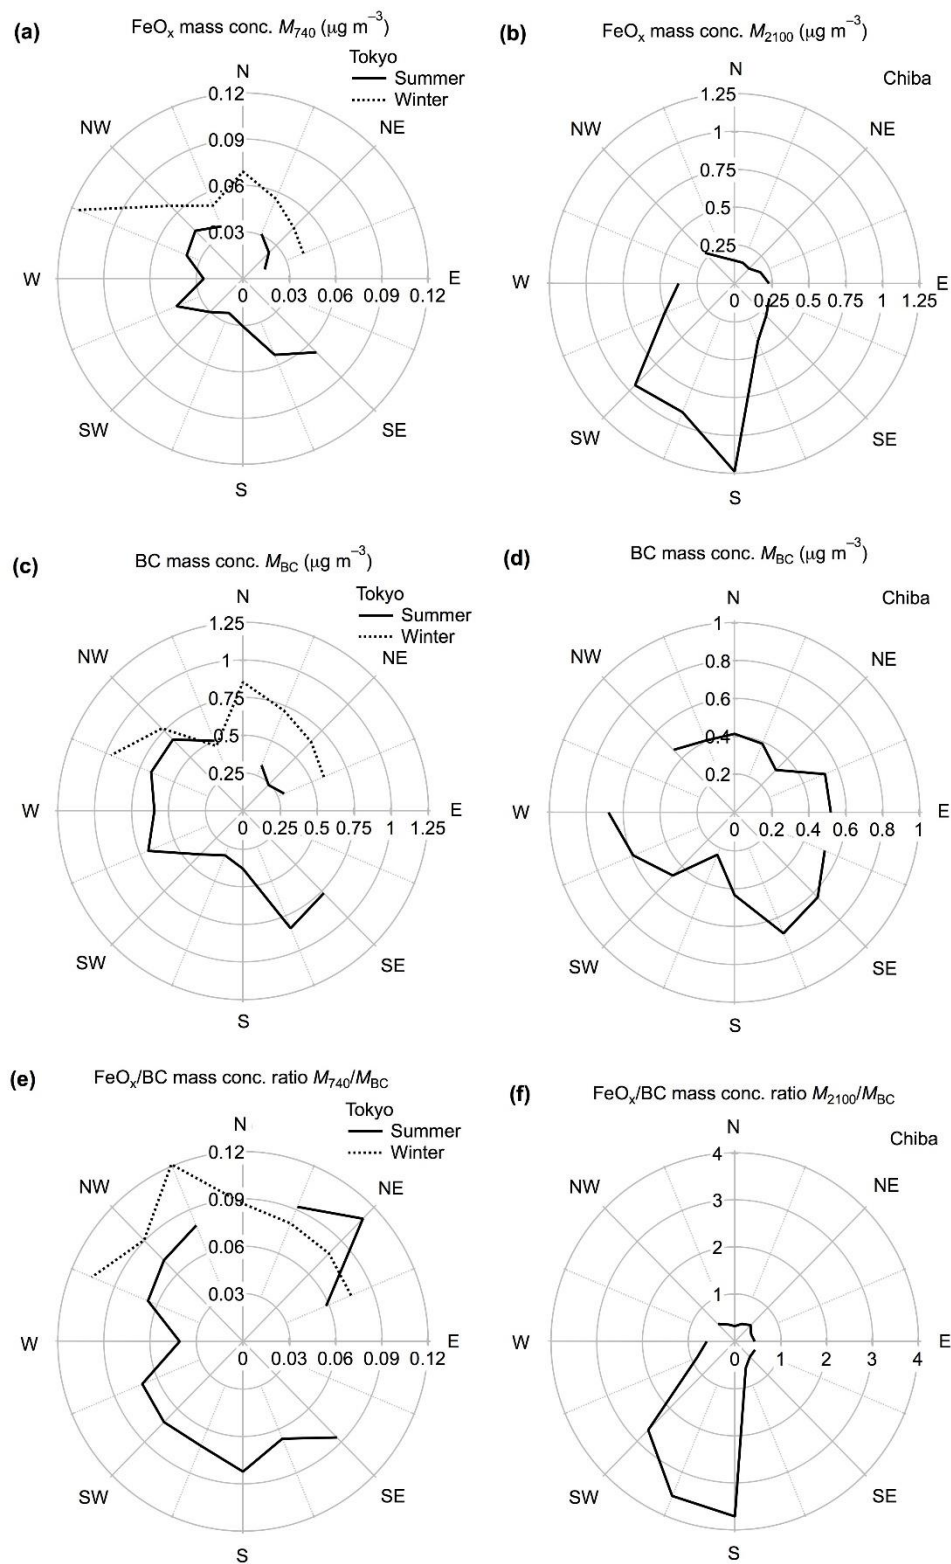 (a)
FeOₓ mass conc. M₇₄₀ (μg m⁻³)
Tokyo
Summer
Winter
N
0.12
NW
NE
0.09
0.06
0.03
W
E
0 0.03 0.06 0.09 0.12
SW
SE
S
(b)
FeOₓ mass conc. M₂₁₀₀ (μg m⁻³)
Chiba
N
1.25
NW
NE
1
0.75
0.5
0.25
W
E
0 0.25 0.5 0.75 1 1.25
SW
SE
S
(c)
BC mass conc. M_BC (μg m⁻³)
Tokyo
Summer
Winter
N
1.25
NW
NE
1
0.75
0.5
0.25
W
E
0 0.25 0.5 0.75 1 1.25
SW
SE
S
(d)
BC mass conc. M_BC (μg m⁻³)
Chiba
N
1
NW
NE
0.8
0.6
0.4
0.2
W
E
0 0.2 0.4 0.6 0.8 1
SW
SE
S
(e)
FeOₓ/BC mass conc. ratio M₇₄₀/M_BC
Tokyo
Summer
Winter
N
0.12
NW
NE
0.09
0.06
0.03
W
E
0 0.03 0.06 0.09 0.12
SW
SE
S
(f)
FeOₓ/BC mass conc. ratio M₂₁₀₀/M_BC
Chiba
N
4
NW
NE
3
2
1
W
E
0 1 2 3 4
SW
SE
S